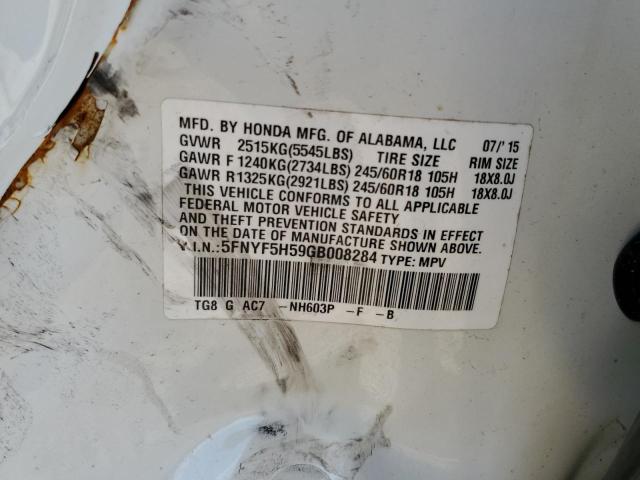 MFD. BY HONDA MFG. OF ALABAMA, LLC 07/'15
GVWR 2515KG(5545LBS) TIRE SIZE RIM SIZE
GAWR F 1240KG(2734LBS) 245/60R18 105H 18X8.0J
GAWR R1325KG(2921LBS) 245/60R18 105H 18X8.0J
THIS VEHICLE CONFORMS TO ALL APPLICABLE
FEDERAL MOTOR VEHICLE SAFETY
AND THEFT PREVENTION STANDARDS IN EFFECT
ON THE DATE OF MANUFACTURE SHOWN ABOVE.
V.I.N.:5FNYF5H59GB008284 TYPE: MPV
TG8 G AC7 -NH603P -F -B